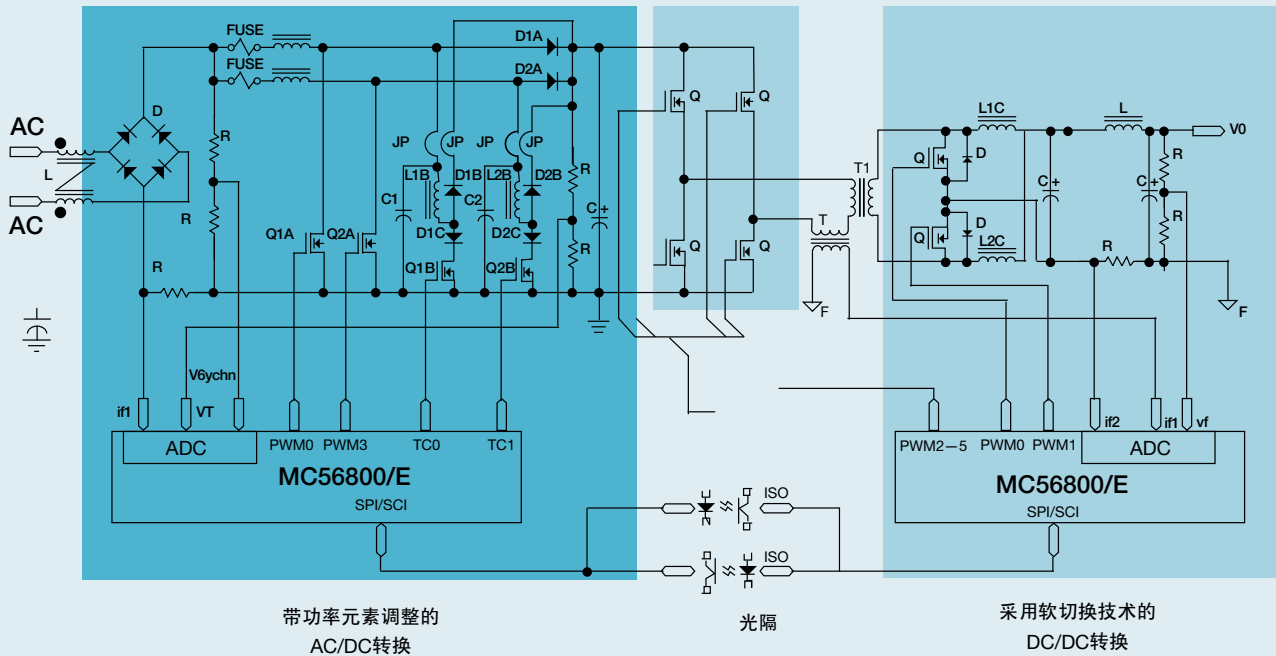 FUSE
D1A
FUSE
D2A
D
AC
L
AC
R
R
R
JP
JP
JP
JP
L1B
D1B
L2B
D2B
C1
C2
D1C
D2C
Q1A
Q2A
Q1B
Q2B
R
R
C+
Q
Q
Q
Q
T
T1
F
L1C
L
V0
Q
D
Q
D
L2C
C+
C+
R
R
R
F
V6ychn
if1
VT
ADC
PWM0
PWM3
TC0
TC1
MC56800/E
SPI/SCI
ISO
ISO
if2
if1
vf
PWM2—5
PWM0
PWM1
ADC
MC56800/E
SPI/SCI
带功率元素调整的
AC/DC转换
光隔
采用软切换技术的
DC/DC转换